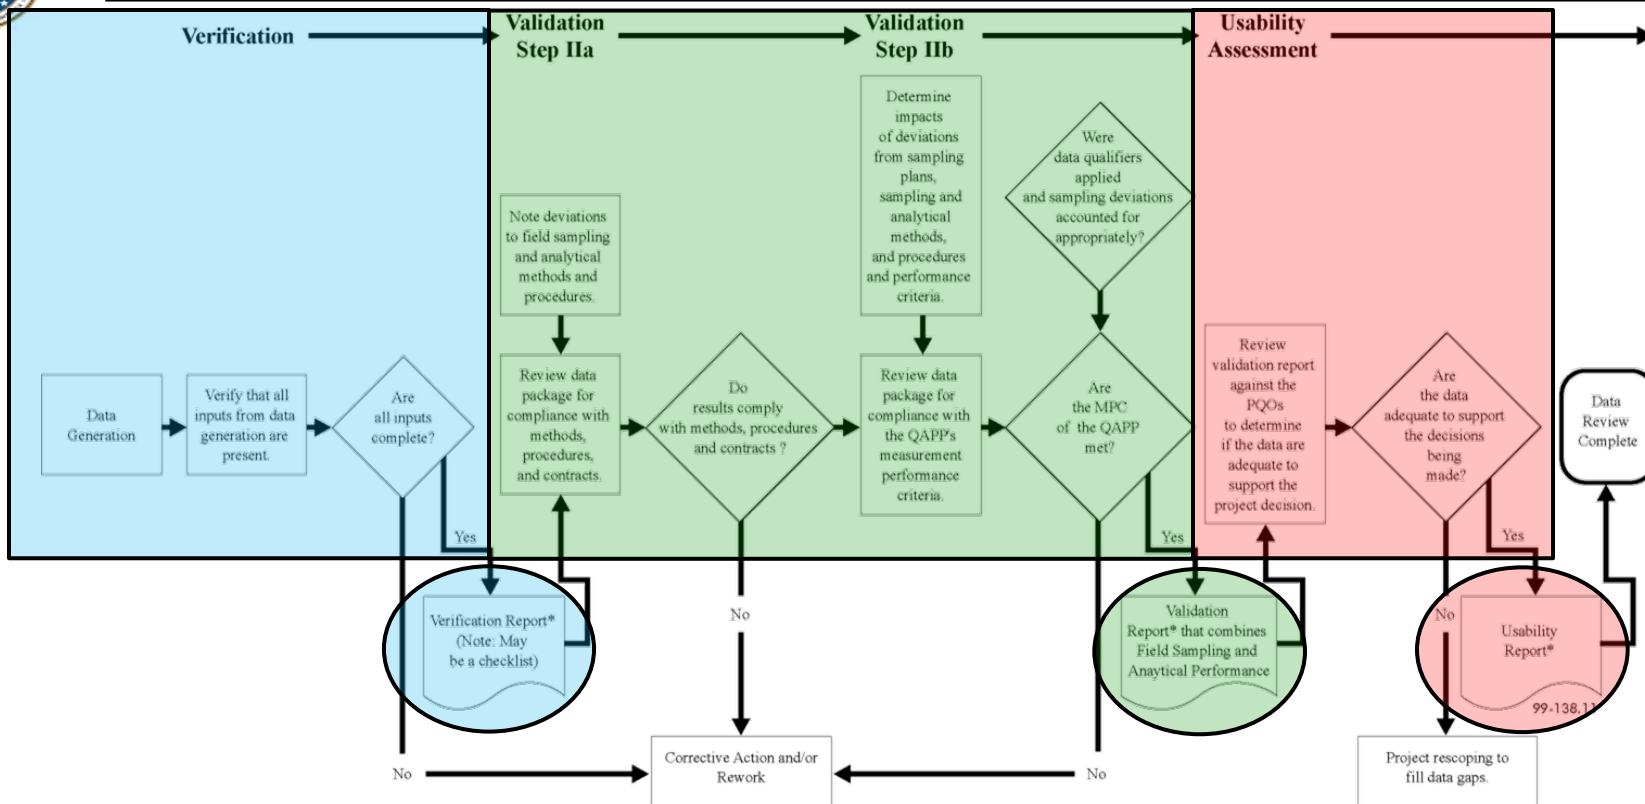 Verification
Validation
Step IIa
Validation
Step IIb
Usability
Assessment
Data
Generation
Verify that all
inputs from data
generation are
present.
Are
all inputs
complete?
Yes
Verification Report*
(Note: May
be a checklist)
No
Note deviations
to field sampling
and analytical
methods and
procedures.
Review data
package for
compliance with
methods,
procedures,
and contracts.
Do
results comply
with methods, procedures
and contracts ?
No
Corrective Action and/or
Rework
Determine
impacts
of deviations
from sampling
plans,
sampling and
analytical
methods,
and procedures
and performance
criteria.
Review data
package for
compliance with
the QAPP's
measurement
performance
criteria.
Were
data qualifiers
applied
and sampling deviations
accounted for
appropriately?
Are
the MPC
of the QAPP
met?
Yes
Validation
Report* that combines
Field Sampling and
Anaytical Performance
No
Review
validation report
against the
PQOs
to determine
if the data are
adequate to
support the
project decision.
Are
the data
adequate to support
the decisions
being
made?
Yes
No
Usability
Report*
99-138.11
Project rescoping to
fill data gaps.
Data
Review
Complete